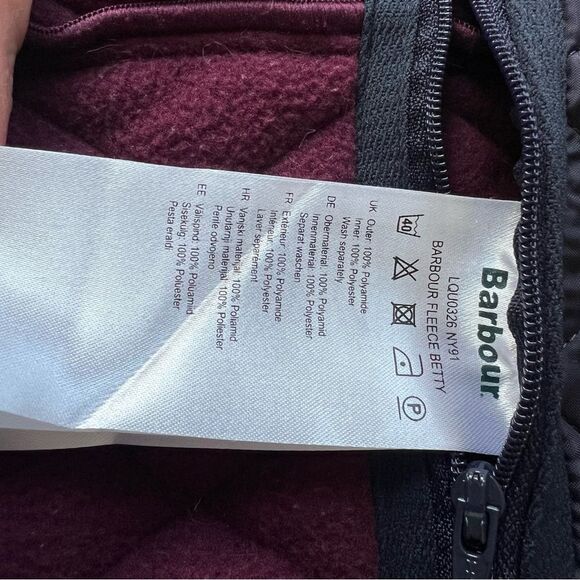 Barbour
LQU0326 NY91
BARBOUR FLEECE BETTY
40
P
UK Outer: 100% Polyamide
Inner: 100% Polyester
Wash separately
DE Obermaterial: 100% Polyamid
Innenmaterial: 100% Polyester
Separat waschen
FR Extérieur: 100% Polyamide
Intérieur: 100% Polyester
Laver séparément
HR Vanjski materijal: 100% Poliamid
Unutarnji materijal: 100% Poliester
Perite odvojeno
EE Välispind: 100% Polüamiid
Sisekülg: 100% Polüester
Pesta eraldi